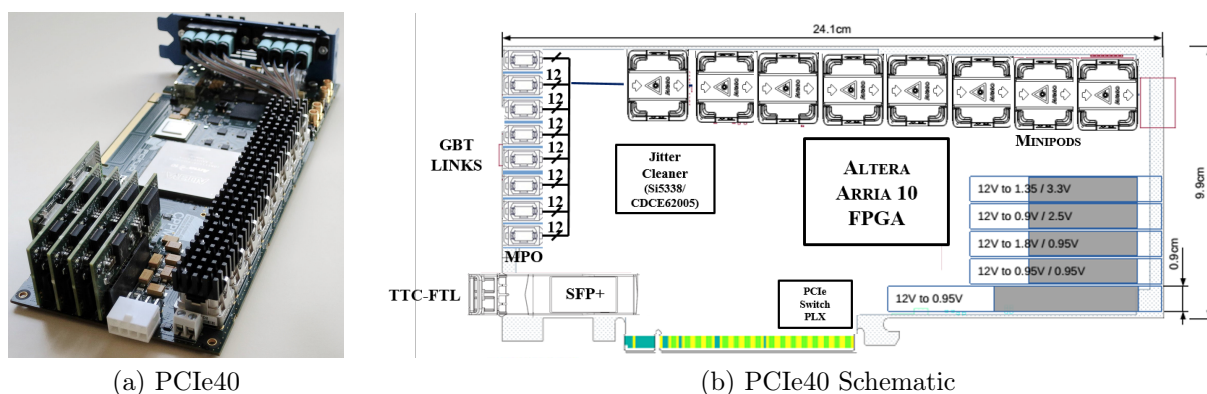 24.1cm
12
12
12
12
12
12
12
12
GBT
LINKS
MPO
TTC-FTL
SFP+
Jitter
Cleaner
(Si5338/
CDCE62005)
ALTERA
ARRIA 10
FPGA
MINIPODS
PCIe
Switch
PLX
12V to 1.35 / 3.3V
12V to 0.9V / 2.5V
12V to 1.8V / 0.95V
12V to 0.95V / 0.95V
12V to 0.95V
9.9cm
0.9cm
(a) PCIe40
(b) PCIe40 Schematic